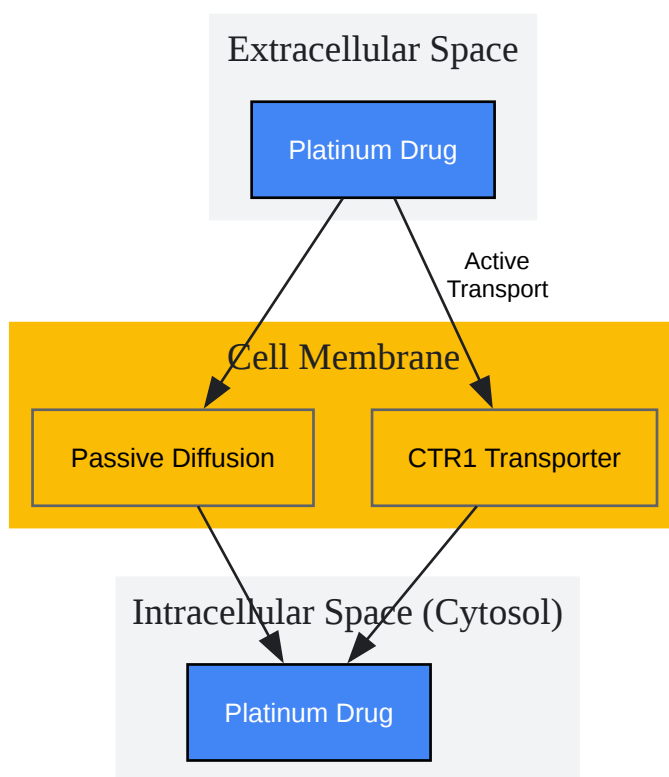 Extracellular Space
Platinum Drug
Active
Transport
Cell Membrane
Passive Diffusion
CTR1 Transporter
Intracellular Space (Cytosol)
Platinum Drug